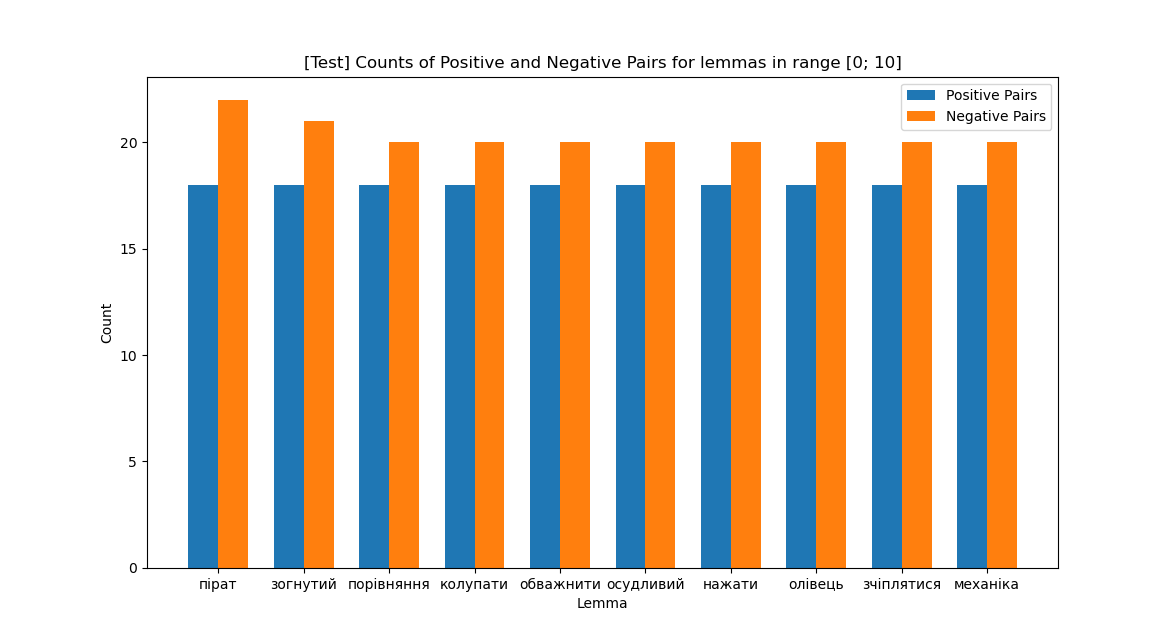 [Test] Counts of Positive and Negative Pairs for lemmas in range [0; 10]
Positive Pairs
Negative Pairs
20
15
10
5
0
Count
пірат зогнутий порівняння колупати обважнити осудливий нажати олівець зчіплятися механіка
Lemma